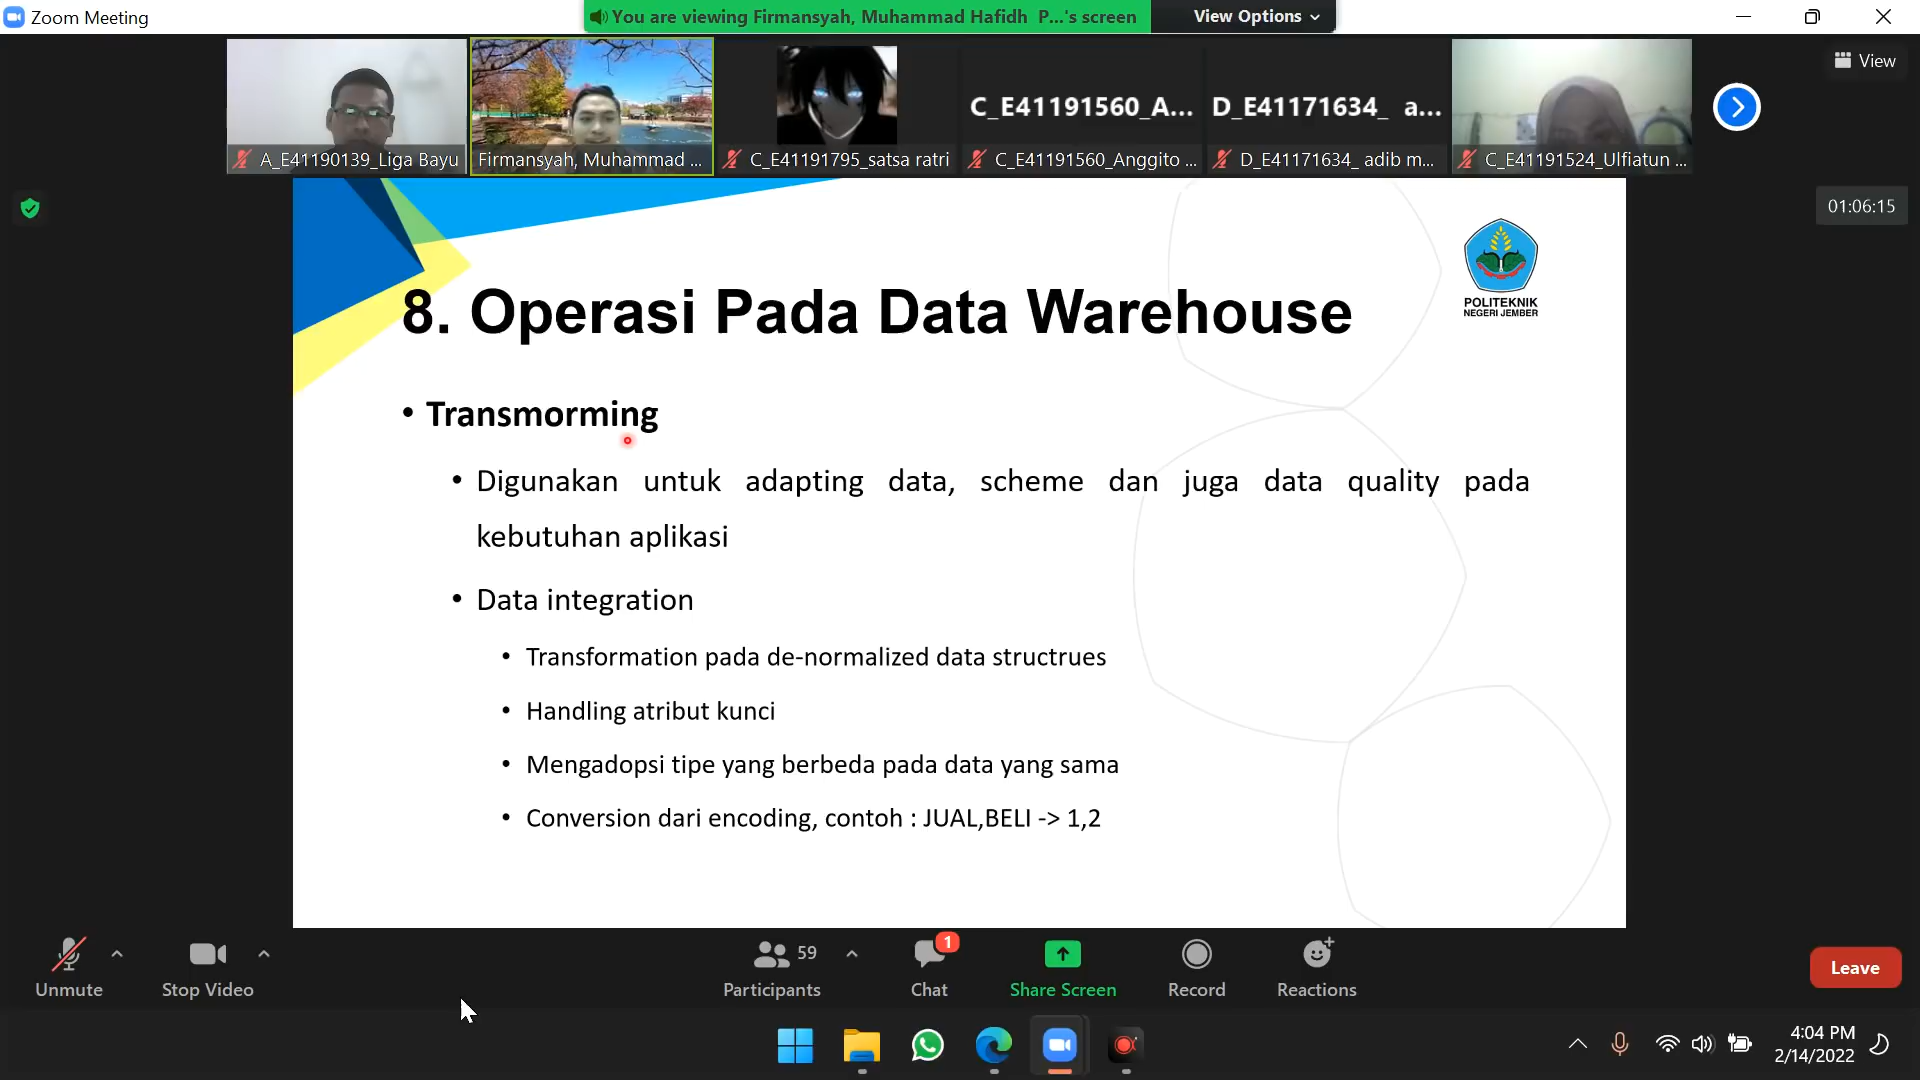 Zoom Meeting
You are viewing Firmansyah, Muhammad Hafidh P...'s screen
View Options
View
C_E41191560_A...
D_E41171634_ a...
A_E41190139_Liga Bayu
Firmansyah, Muhammad ...
C_E41191795_satsa ratri
C_E41191560_Anggito ...
D_E41171634_ adib m...
C_E41191524_Ulfiatun ...
01:06:15
POLITEKNIK
NEGERI JEMBER
8. Operasi Pada Data Warehouse
• Transmorming
• Digunakan untuk adapting data, scheme dan juga data quality pada
kebutuhan aplikasi
• Data integration
• Transformation pada de-normalized data structrues
• Handling atribut kunci
• Mengadopsi tipe yang berbeda pada data yang sama
• Conversion dari encoding, contoh : JUAL,BELI -> 1,2
Unmute
Stop Video
59
Participants
1
Chat
Share Screen
Record
Reactions
Leave
4:04 PM
2/14/2022